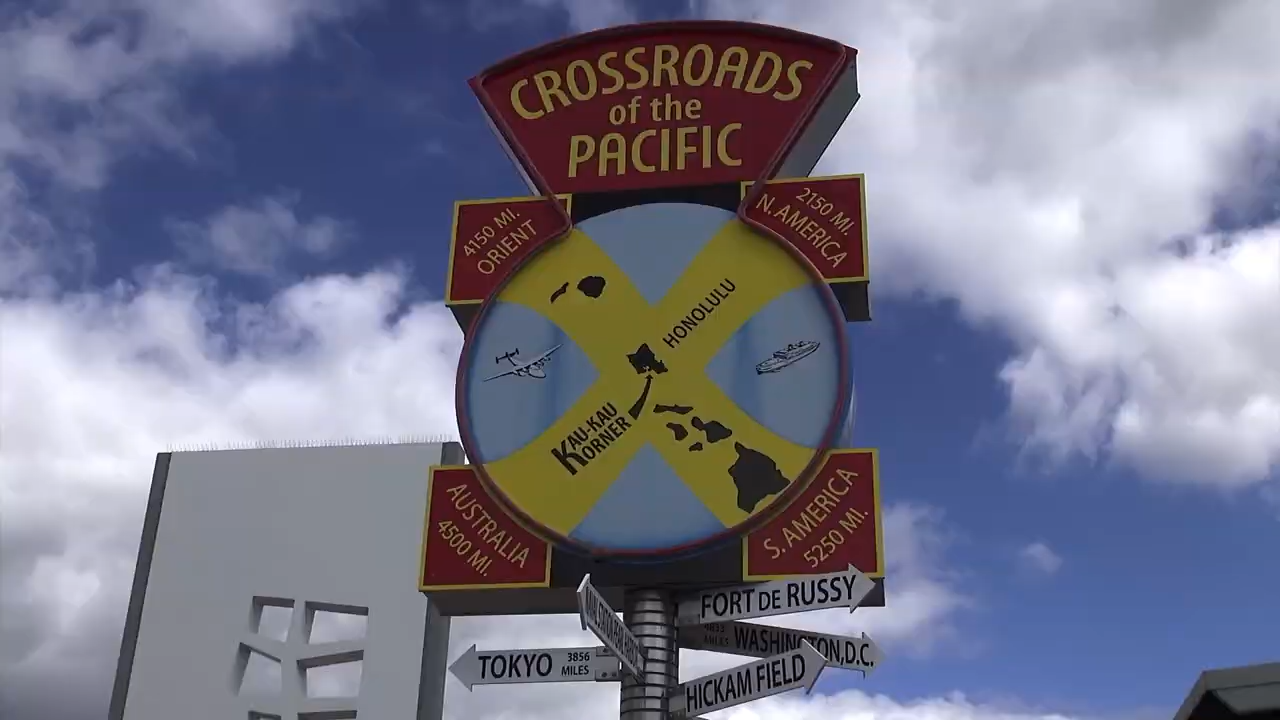 CROSSROADS
of the
PACIFIC
4150 MI.
ORIENT
2150 MI.
N. AMERICA
HONOLULU
KAU-KAU
KORNER
AUSTRALIA
4500 MI.
S. AMERICA
5250 MI.
FORT DE RUSSY
WASHINGTON, D.C.
MILES
TOKYO 3856
MILES
HICKAM FIELD